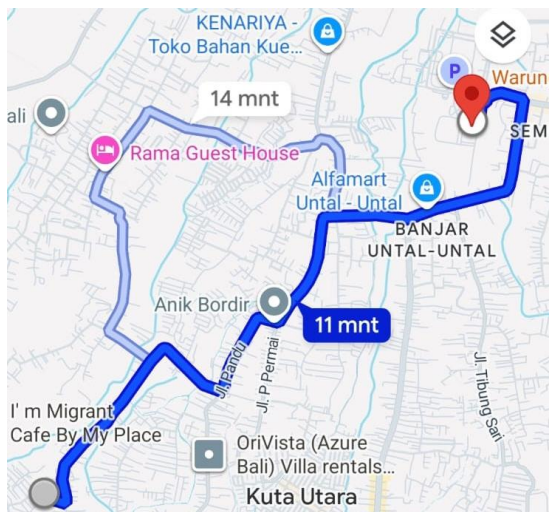 KENARIYA -
Toko Bahan Kue...
P
Warun
ali
14 mnt
SEM
Rama Guest House
Alfamart
Untal - Untal
BANJAR
UNTAL-UNTAL
Anik Bordir
11 mnt
Jl. Pandu
Jl. P Permai
Jl. Tibung Sari
I' m Migrant
Cafe By My Place
OriVista (Azure
Bali) Villa rentals...
Kuta Utara